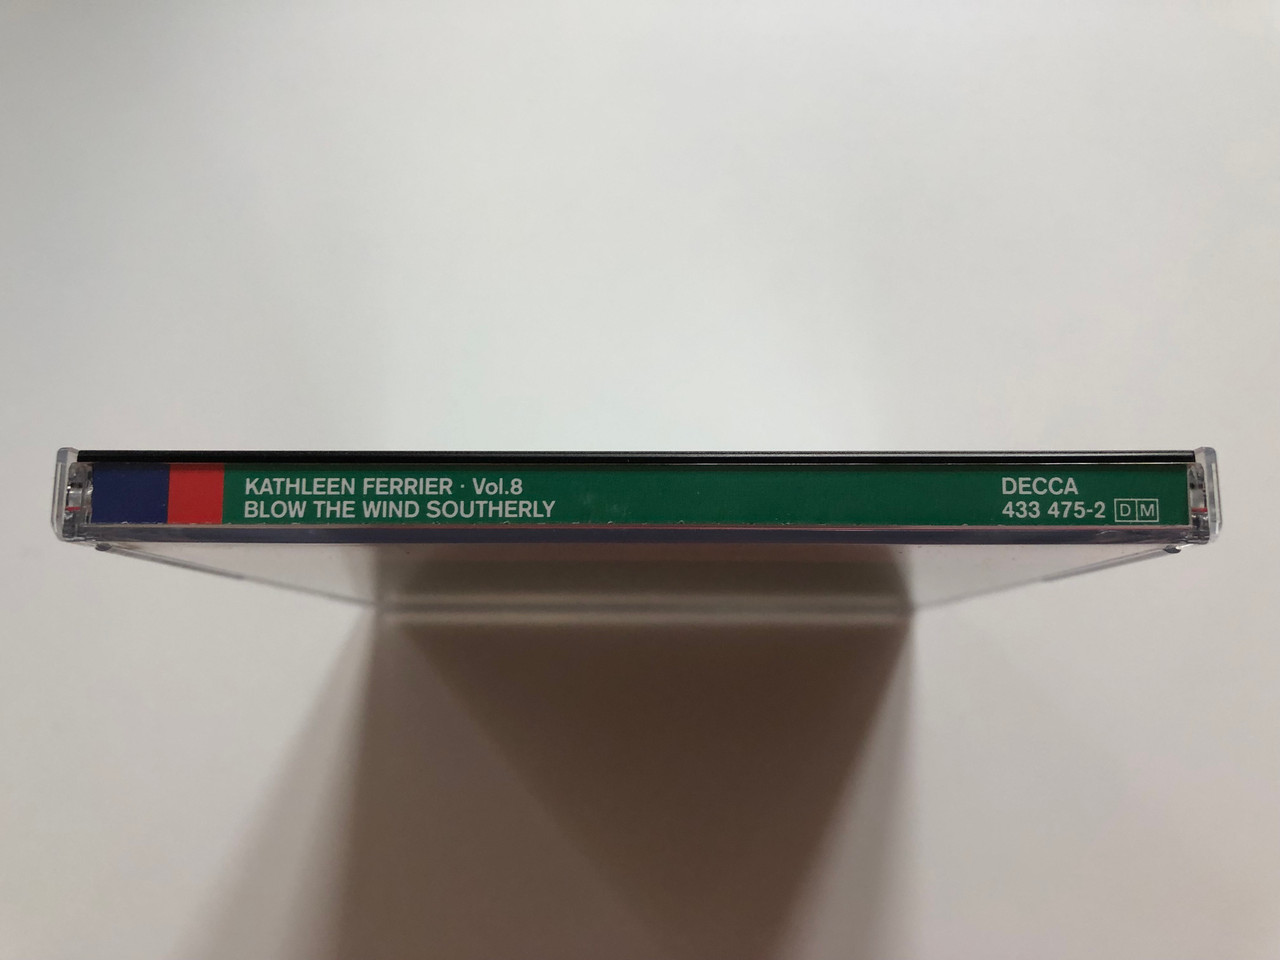 KATHLEEN FERRIER · Vol.8
BLOW THE WIND SOUTHERLY
DECCA
433 475-2 DM